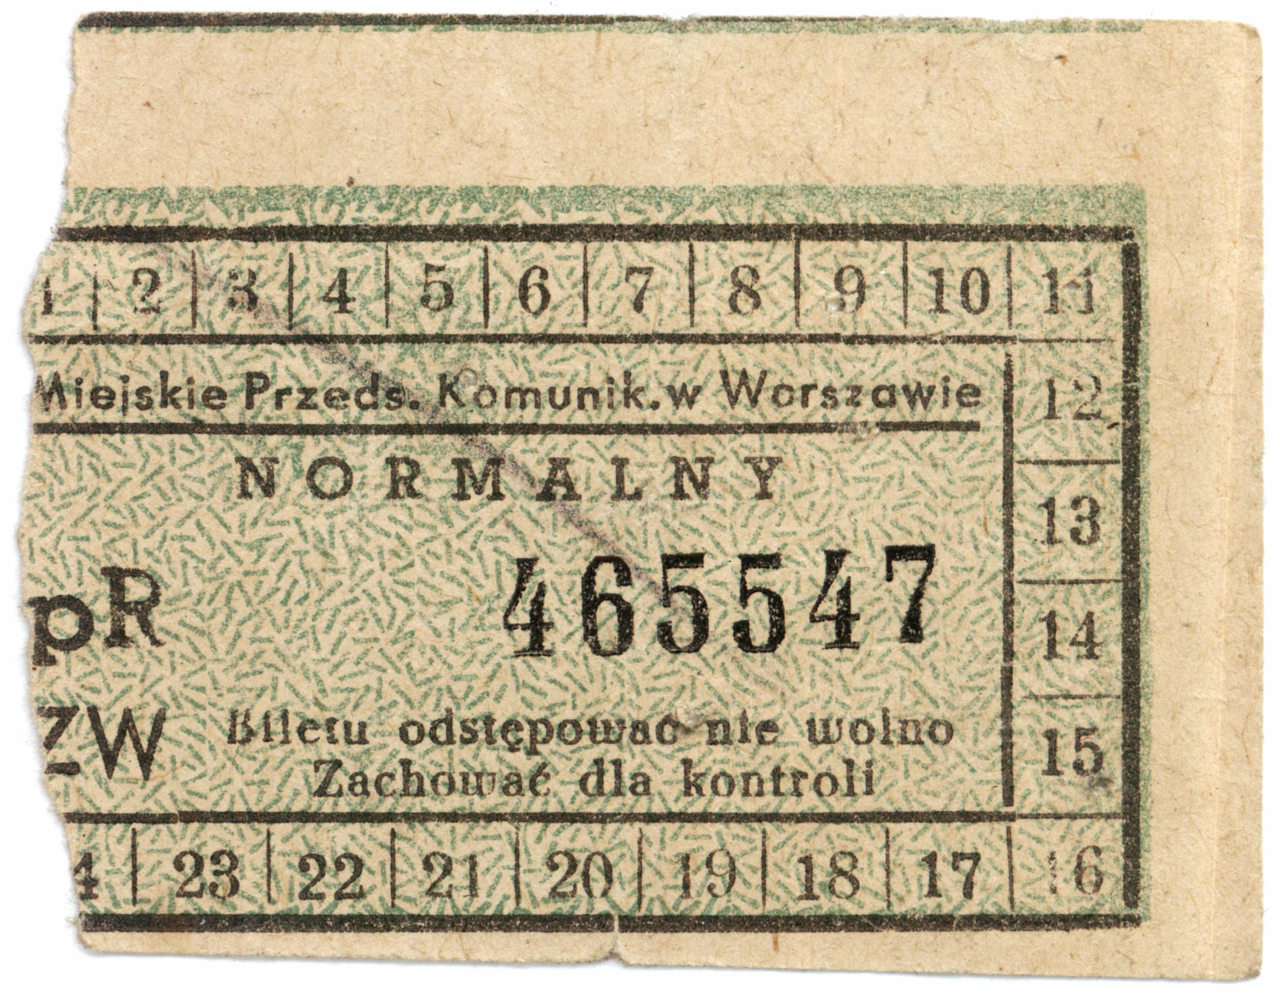 1 2 3 4 5 6 7 8 9 10 11
Miejskie Przeds. Komunik. w Warszawie
12
NORMALNY
13
465547
pR
14
ZW
Biletu odstępować nie wolno
15
Zachować dla kontroli
4 23 22 21 20 19 18 17 16